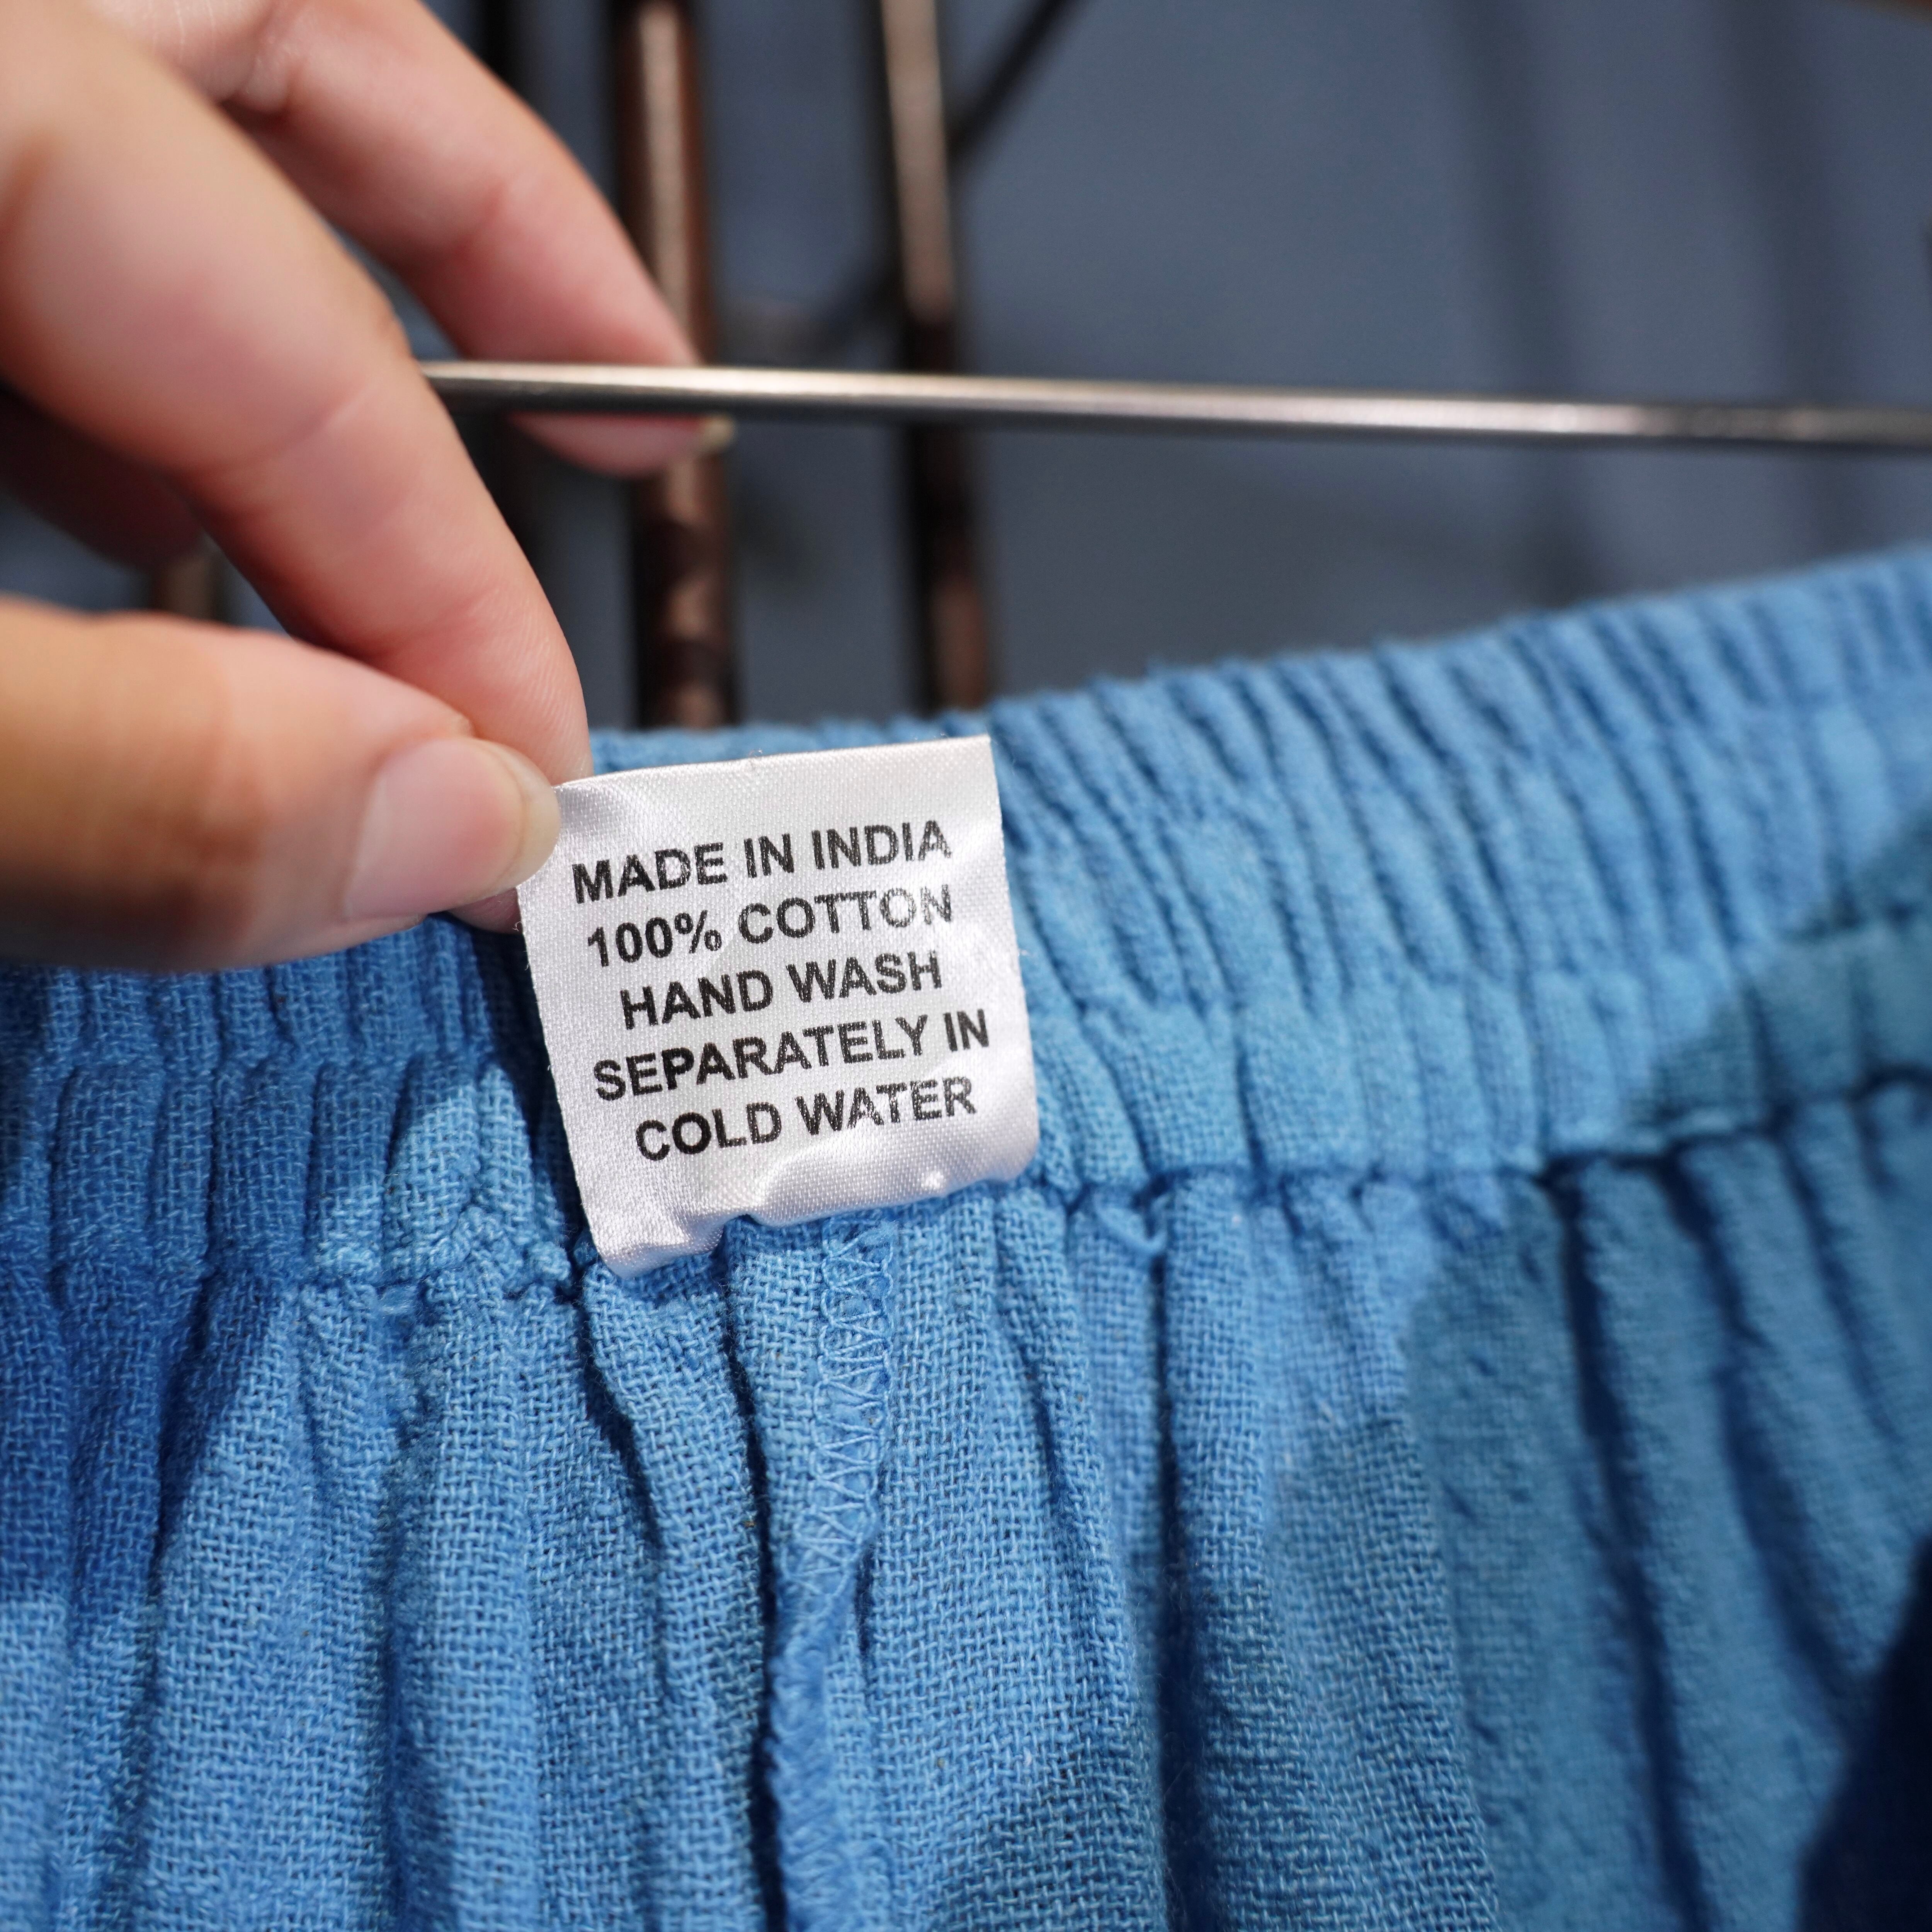 MADE IN INDIA
100% COTTON
HAND WASH
SEPARATELY IN
COLD WATER